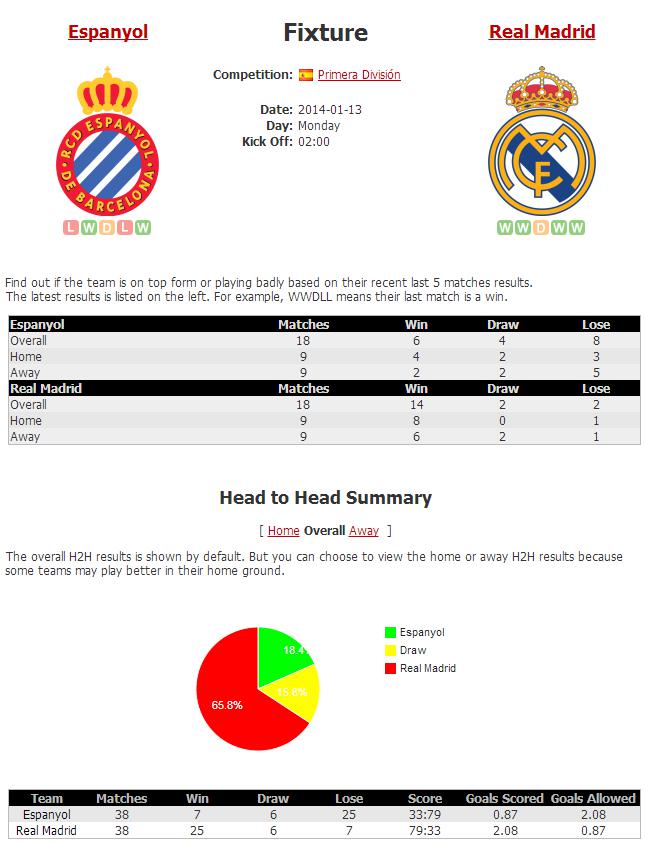 Espanyol
Fixture
Real Madrid
Competition: Primera División
RCD ESPANYOL
DE BARCELONA
Date: 2014-01-13
Day: Monday
Kick Off: 02:00
L W D L W
W W D W W
Find out if the team is on top form or playing badly based on their recent last 5 matches results.
The latest results is listed on the left. For example, WWDLL means their last match is a win.
Espanyol Matches Win Draw Lose
Overall 18 6 4 8
Home 9 4 2 3
Away 9 2 2 5
Real Madrid Matches Win Draw Lose
Overall 18 14 2 2
Home 9 8 0 1
Away 9 6 2 1
Head to Head Summary
[ Home Overall Away ]
The overall H2H results is shown by default. But you can choose to view the home or away H2H results because
some teams may play better in their home ground.
Espanyol
Draw
Real Madrid
18.4
15.8%
65.8%
Team Matches Win Draw Lose Score Goals Scored Goals Allowed
Espanyol 38 7 6 25 33:79 0.87 2.08
Real Madrid 38 25 6 7 79:33 2.08 0.87